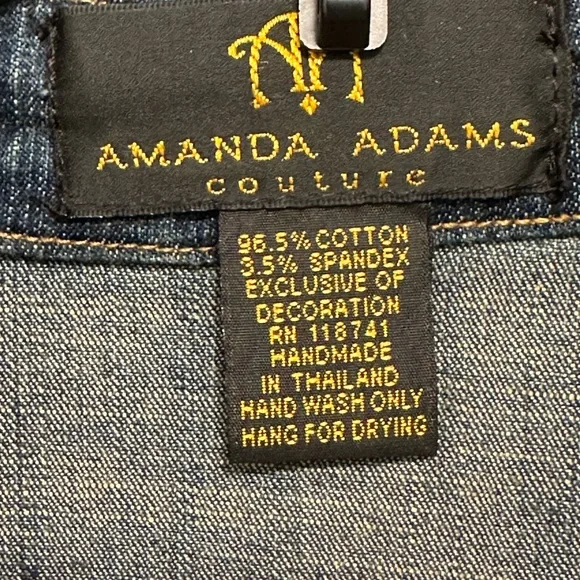 AA
AMANDA ADAMS
couture
96.5% COTTON
3.5% SPANDEX
EXCLUSIVE OF
DECORATION
RN 118741
HANDMADE
IN THAILAND
HAND WASH ONLY
HANG FOR DRYING